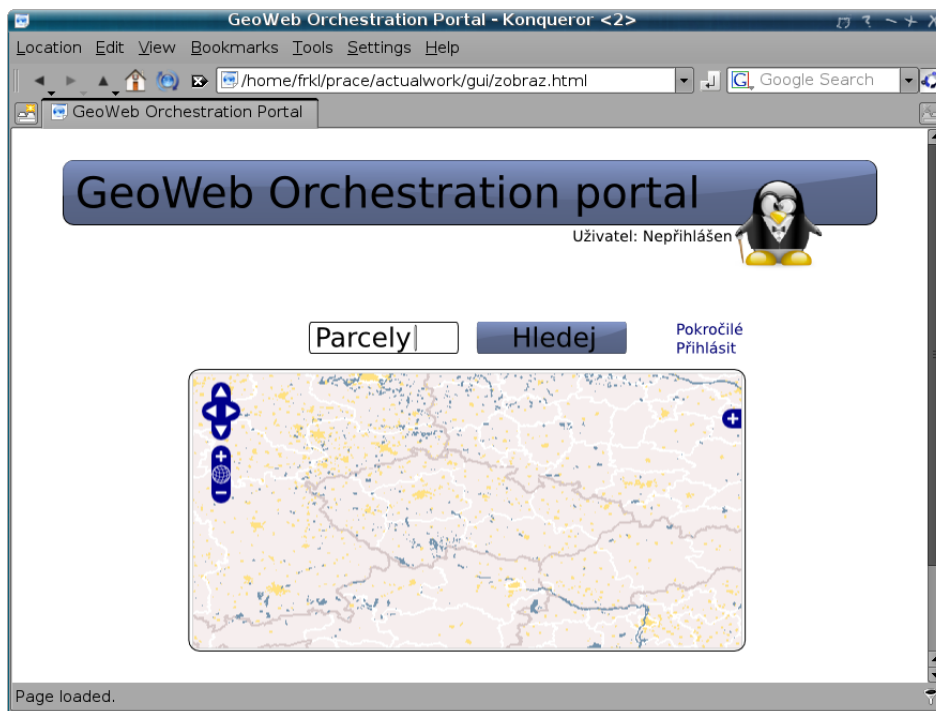 GeoWeb Orchestration Portal - Konqueror <2>
Location Edit View Bookmarks Tools Settings Help
/home/frkl/prace/actualwork/gui/zobraz.html G Google Search
GeoWeb Orchestration Portal
GeoWeb Orchestration portal
Uživatel: Nepřihlášen
Parcely Hledej Pokročilé
Přihlásit
Page loaded.